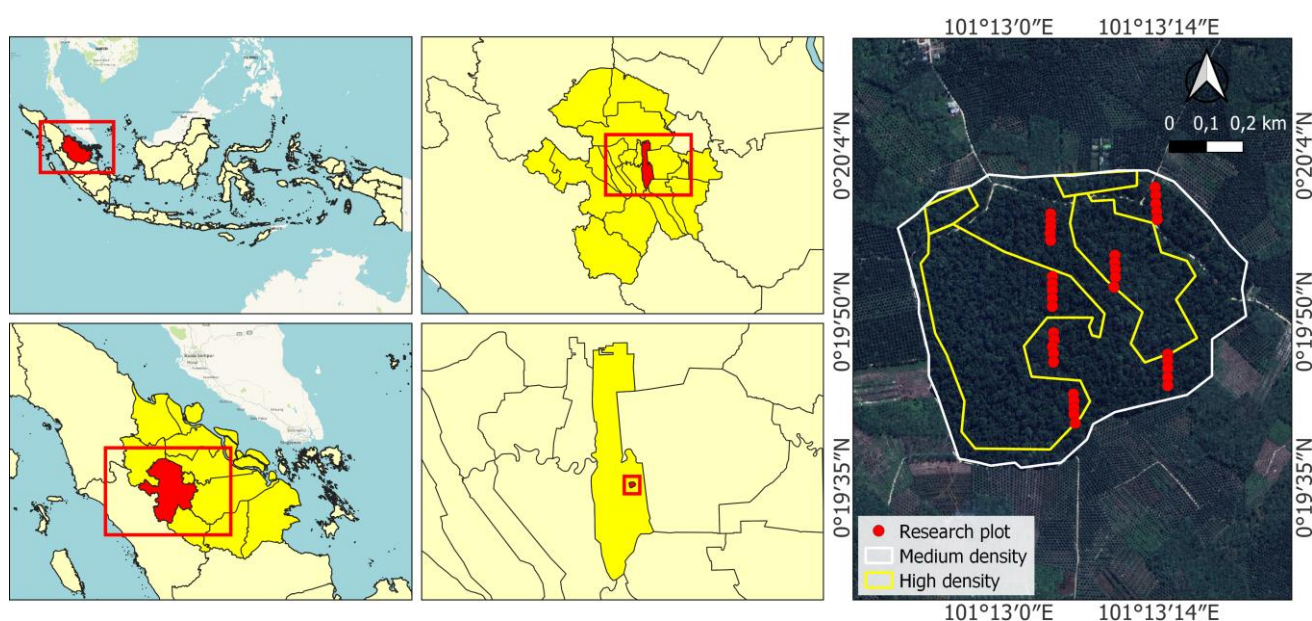 101°13′0″E
101°13′14″E
0 0,1 0,2 km
0°20′4″N
0°20′4″N
0°19′50″N
0°19′50″N
0°19′35″N
0°19′35″N
Research plot
Medium density
High density
101°13′0″E
101°13′14″E